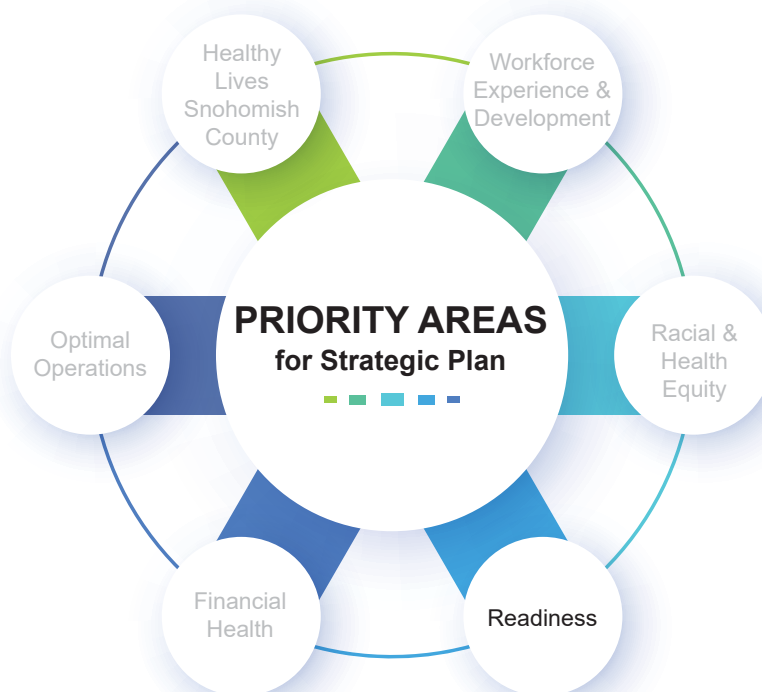 Healthy
Lives
Snohomish
County
Workforce
Experience &
Development
PRIORITY AREAS
for Strategic Plan
Optimal
Operations
Racial &
Health
Equity
Financial
Health
Readiness